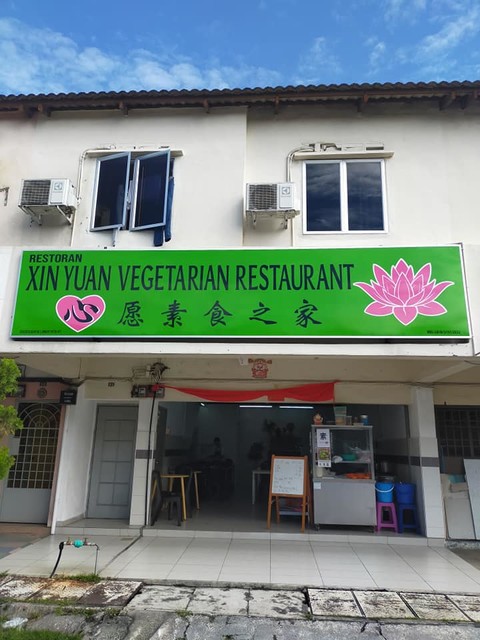 RESTORAN
XIN YUAN VEGETARIAN RESTAURANT
心愿素食之家